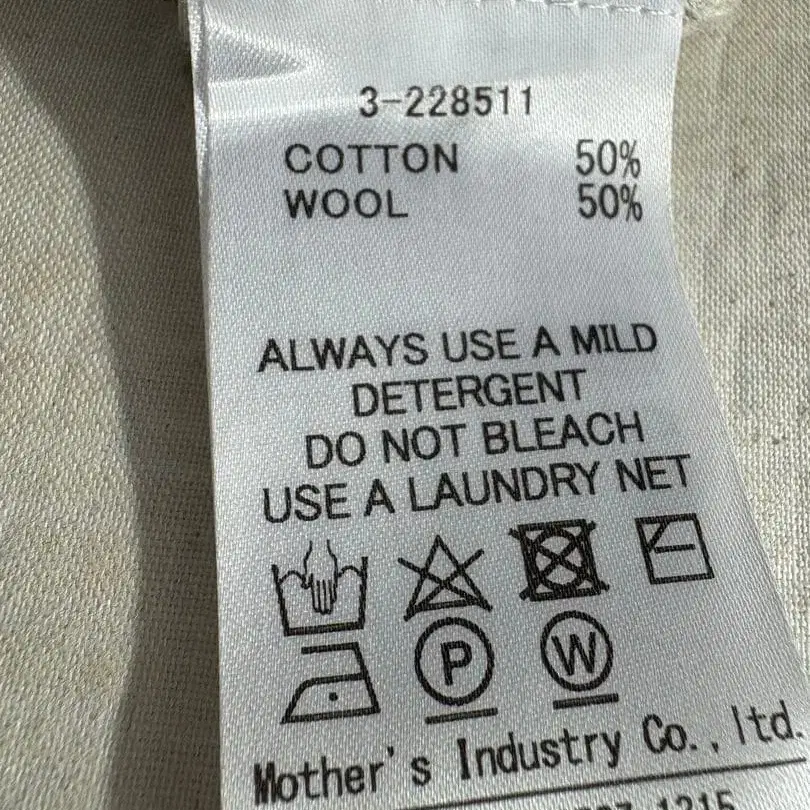 3-228511
COTTON 50%
WOOL 50%
ALWAYS USE A MILD
DETERGENT
DO NOT BLEACH
USE A LAUNDRY NET
P W
Mother's Industry Co.,ltd.